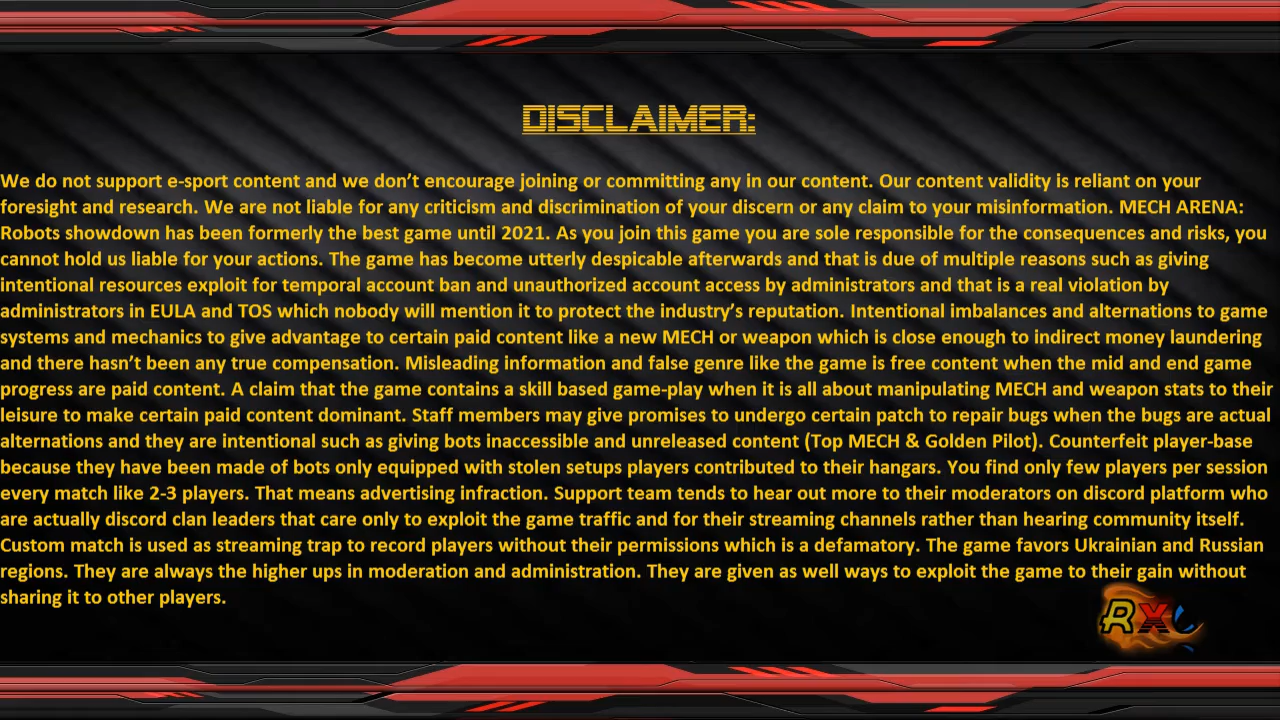 DISCLAIMER:
We do not support e-sport content and we don’t encourage joining or committing any in our content. Our content validity is reliant on your
foresight and research. We are not liable for any criticism and discrimination of your discern or any claim to your misinformation. MECH ARENA:
Robots showdown has been formerly the best game until 2021. As you join this game you are sole responsible for the consequences and risks, you
cannot hold us liable for your actions. The game has become utterly despicable afterwards and that is due of multiple reasons such as giving
intentional resources exploit for temporal account ban and unauthorized account access by administrators and that is a real violation by
administrators in EULA and TOS which nobody will mention it to protect the industry’s reputation. Intentional imbalances and alternations to game
systems and mechanics to give advantage to certain paid content like a new MECH or weapon which is close enough to indirect money laundering
and there hasn’t been any true compensation. Misleading information and false genre like the game is free content when the mid and end game
progress are paid content. A claim that the game contains a skill based game-play when it is all about manipulating MECH and weapon stats to their
leisure to make certain paid content dominant. Staff members may give promises to undergo certain patch to repair bugs when the bugs are actual
alternations and they are intentional such as giving bots inaccessible and unreleased content (Top MECH & Golden Pilot). Counterfeit player-base
because they have been made of bots only equipped with stolen setups players contributed to their hangars. You find only few players per session
every match like 2-3 players. That means advertising infraction. Support team tends to hear out more to their moderators on discord platform who
are actually discord clan leaders that care only to exploit the game traffic and for their streaming channels rather than hearing community itself.
Custom match is used as streaming trap to record players without their permissions which is a defamatory. The game favors Ukrainian and Russian
regions. They are always the higher ups in moderation and administration. They are given as well ways to exploit the game to their gain without
sharing it to other players.
RX